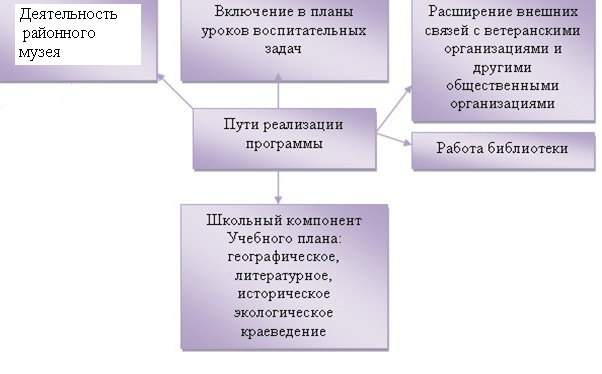 Деятельность
районного
музея
Включение в планы
уроков воспитательных
задач
Расширение внешних
связей с ветеранскими
организациями и
другими
общественными
организациями
Пути реализации
программы
Работа библиотеки
Школьный компонент
Учебного плана:
географическое,
литературное,
историческое
экологическое
краеведение